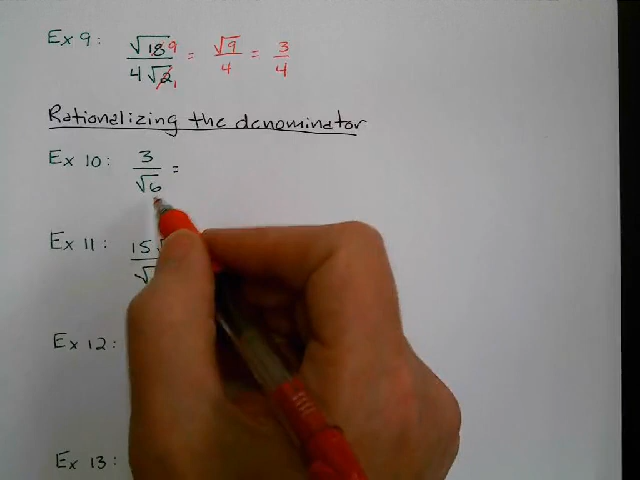 Ex 9: √18 9 / 4√2 1 = √9 / 4 = 3 / 4
Rationalizing the denominator
Ex 10: 3 / √6 =
Ex 11: 15√ / √
Ex 12:
Ex 13: